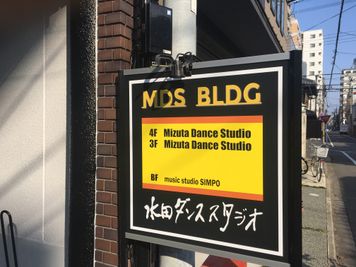 MDS BLDG
4F Mizuta Dance Studio
3F Mizuta Dance Studio
BF music studio SIMPO
水田ダンススタジオ